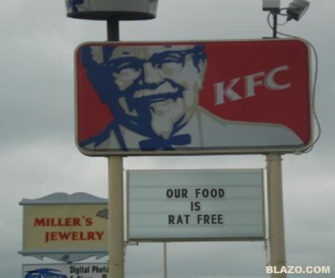 KFC
OUR FOOD
IS
RAT FREE
MILLER'S
JEWELRY
Digital Photo
BLAZO.COM